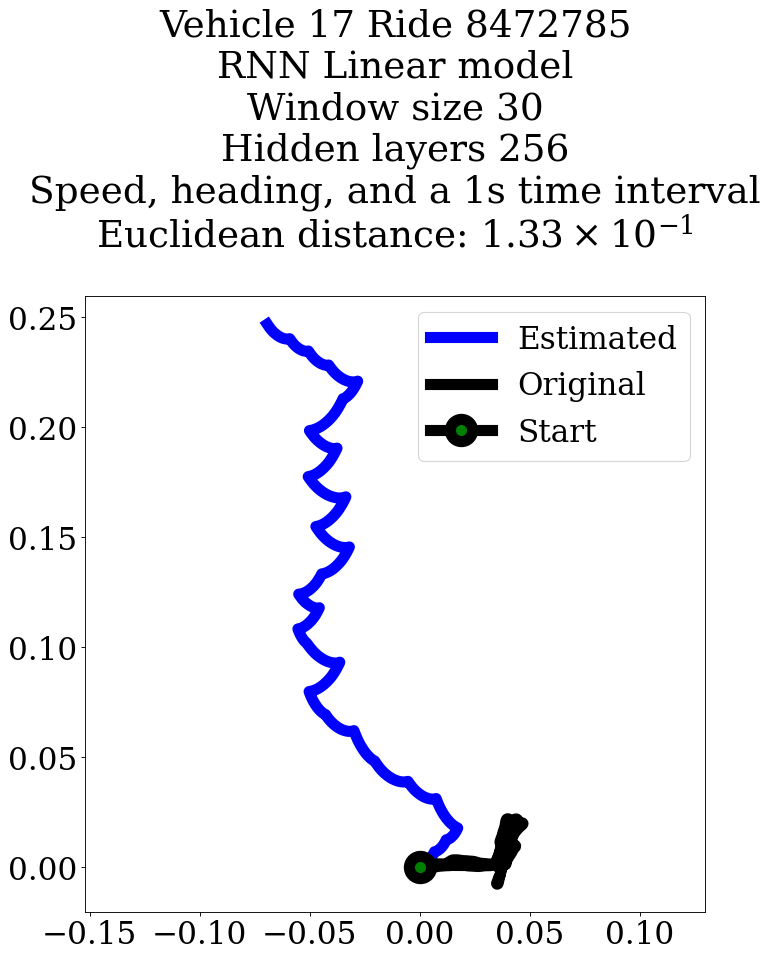 Vehicle 17 Ride 8472785
RNN Linear model
Window size 30
Hidden layers 256
Speed, heading, and a 1s time interval
Euclidean distance: 1.33 × 10⁻¹
0.25
0.20
0.15
0.10
0.05
0.00
Estimated
Original
Start
−0.15 −0.10 −0.05 0.00 0.05 0.10